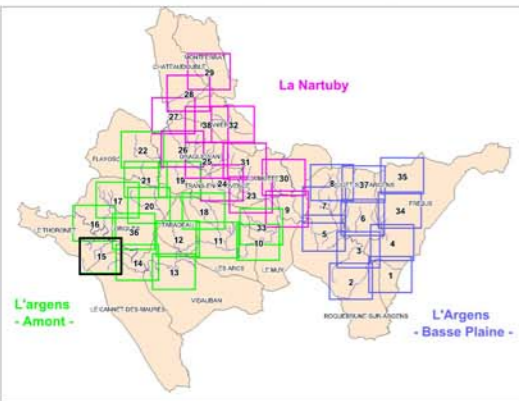 MONTFERRAT
CHATEAUDOUBLE
29
La Nartuby
28
27
38
32
22
26
FLAYOSC
DRAGUIGNAN
25
31
30
8
37
35
21
19
24
23
17
20
7
34
FREJUS
16
18
9
6
LE THORONET
36
TARADEAU
12
11
33
10
5
4
15
14
13
LES ARCS
LE MUY
3
2
1
L'argens
- Amont -
VIDAUBAN
LE CANNET-DES-MAURES
ROQUEBRUNE-SUR-ARGENS
L'Argens
- Basse Plaine -